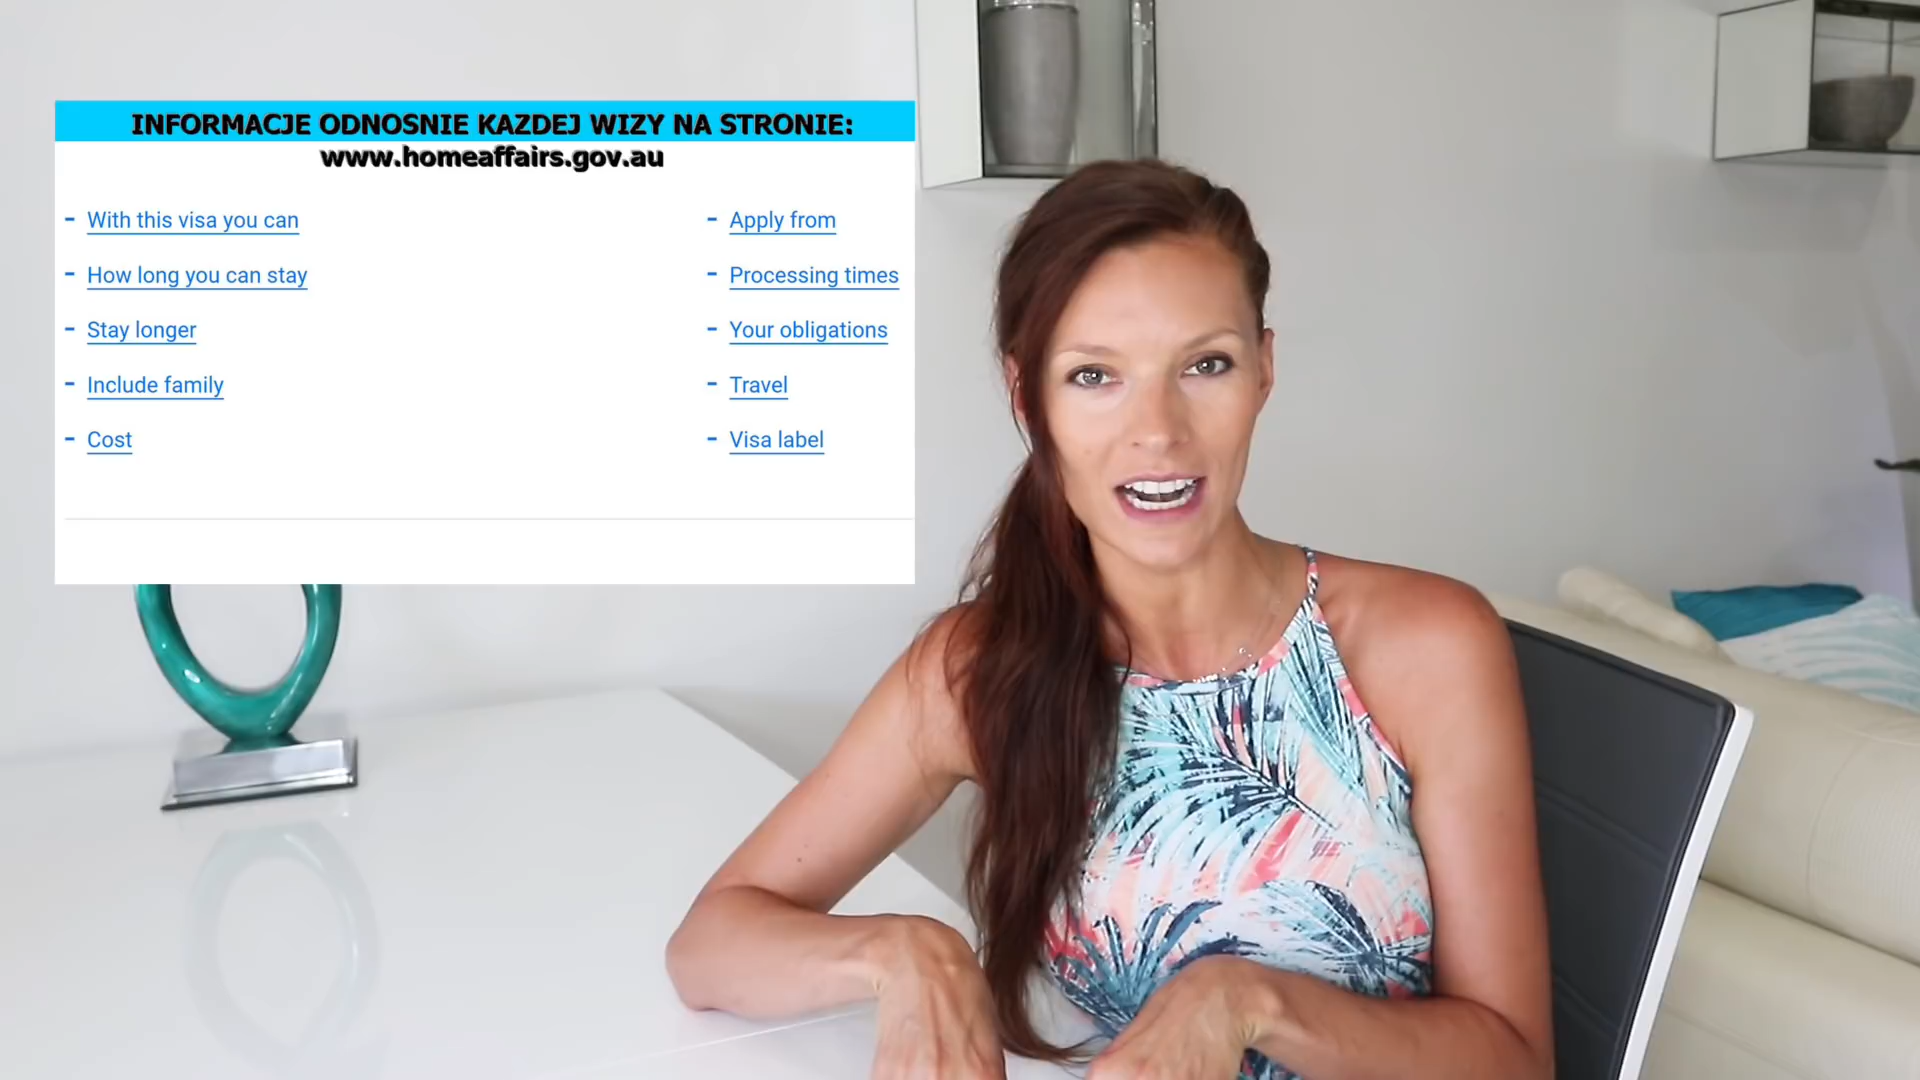 INFORMACJE ODNOSNIE KAZDEJ WIZY NA STRONIE:
www.homeaffairs.gov.au
- With this visa you can
- How long you can stay
- Stay longer
- Include family
- Cost
- Apply from
- Processing times
- Your obligations
- Travel
- Visa label